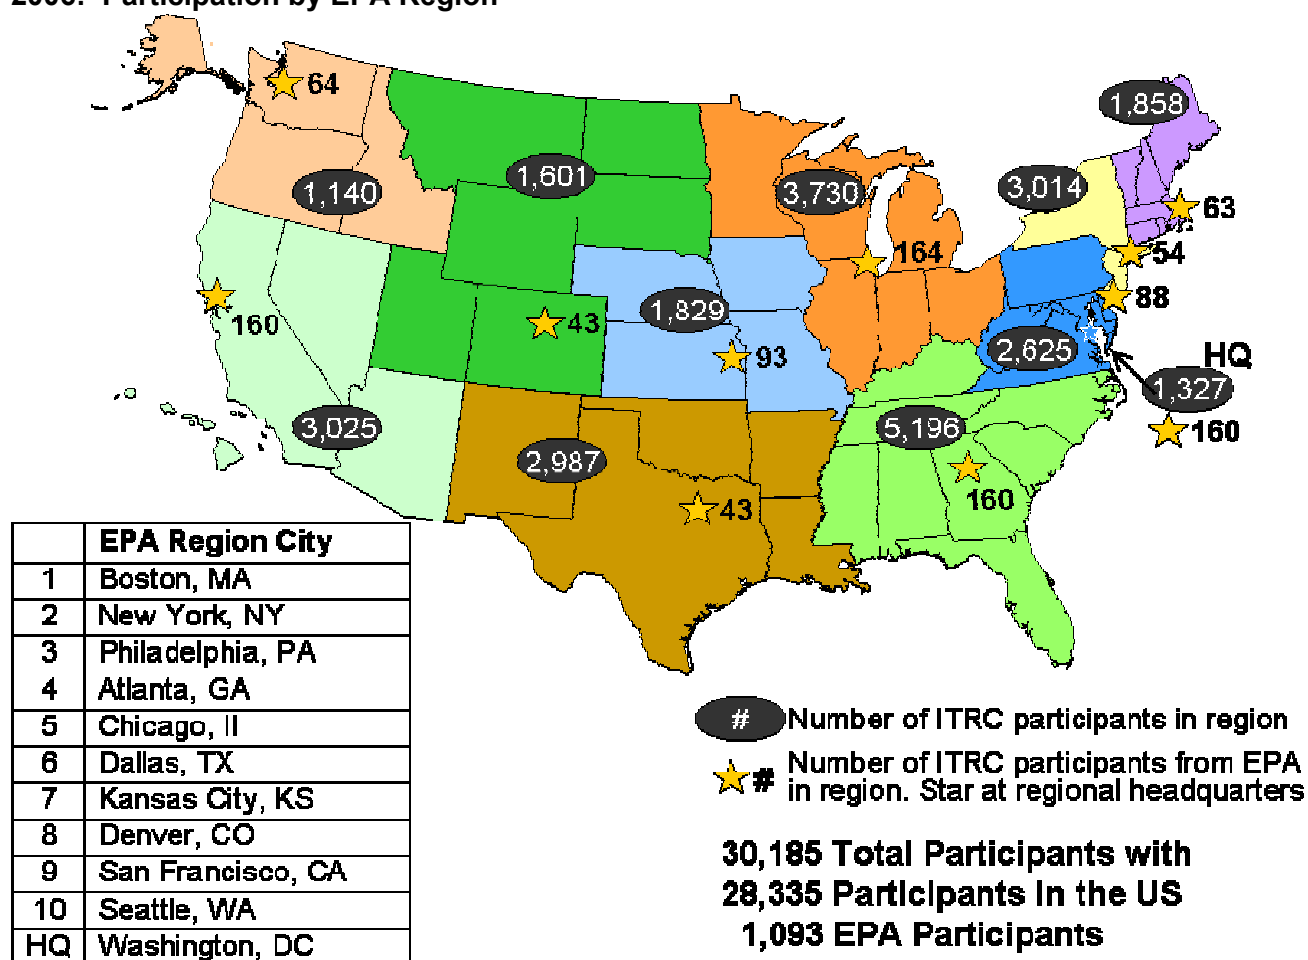 2006: Participation by EPA Region
64
1,858
1,601
3,730
3,014
1,140
63
164
54
88
160
43
1,829
93
2,625
HQ
1,327
3,025
5,196
160
2,987
43
160
EPA Region City
1 Boston, MA
2 New York, NY
3 Philadelphia, PA
4 Atlanta, GA
5 Chicago, Il
6 Dallas, TX
7 Kansas City, KS
8 Denver, CO
9 San Francisco, CA
10 Seattle, WA
HQ Washington, DC
# Number of ITRC participants in region
# Number of ITRC participants from EPA
in region. Star at regional headquarters
30,185 Total Participants with
28,335 Participants in the US
1,093 EPA Participants